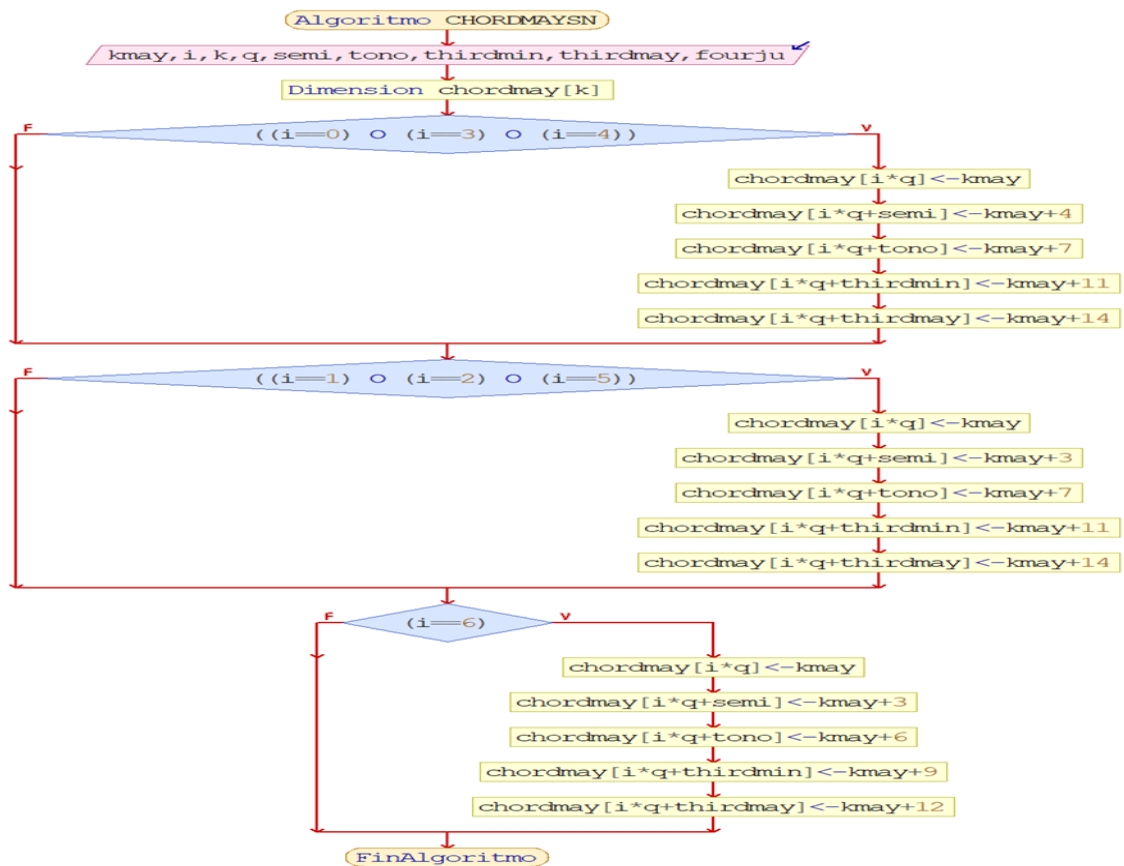 Algoritmo CHORDMAYSN
kmay,i,k,q,semi,tono,thirdmin,thirdmay,fourju
Dimension chordmay[k]
F ((i==0) O (i==3) O (i==4)) V
chordmay[i*q]<-kmay
chordmay[i*q+semi]<-kmay+4
chordmay[i*q+tono]<-kmay+7
chordmay[i*q+thirdmin]<-kmay+11
chordmay[i*q+thirdmay]<-kmay+14
F ((i==1) O (i==2) O (i==5)) V
chordmay[i*q]<-kmay
chordmay[i*q+semi]<-kmay+3
chordmay[i*q+tono]<-kmay+7
chordmay[i*q+thirdmin]<-kmay+11
chordmay[i*q+thirdmay]<-kmay+14
F (i==6) V
chordmay[i*q]<-kmay
chordmay[i*q+semi]<-kmay+3
chordmay[i*q+tono]<-kmay+6
chordmay[i*q+thirdmin]<-kmay+9
chordmay[i*q+thirdmay]<-kmay+12
FinAlgoritmo